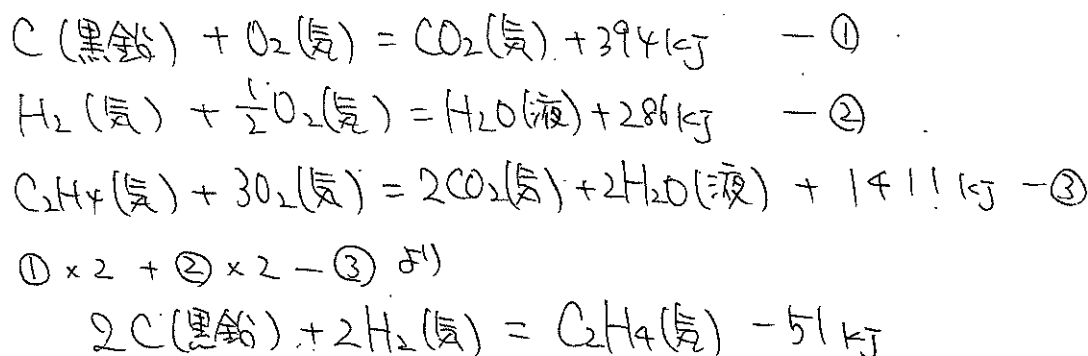 C (黒鉛) + O₂(気) = CO₂(気) + 394kJ — ①
H₂ (気) + 1/2 O₂(気) = H₂O(液) + 286kJ — ②
C₂H₄(気) + 3O₂(気) = 2CO₂(気) + 2H₂O(液) + 1411kJ — ③
① × 2 + ② × 2 − ③ より
2C(黒鉛) + 2H₂(気) = C₂H₄(気) − 51kJ